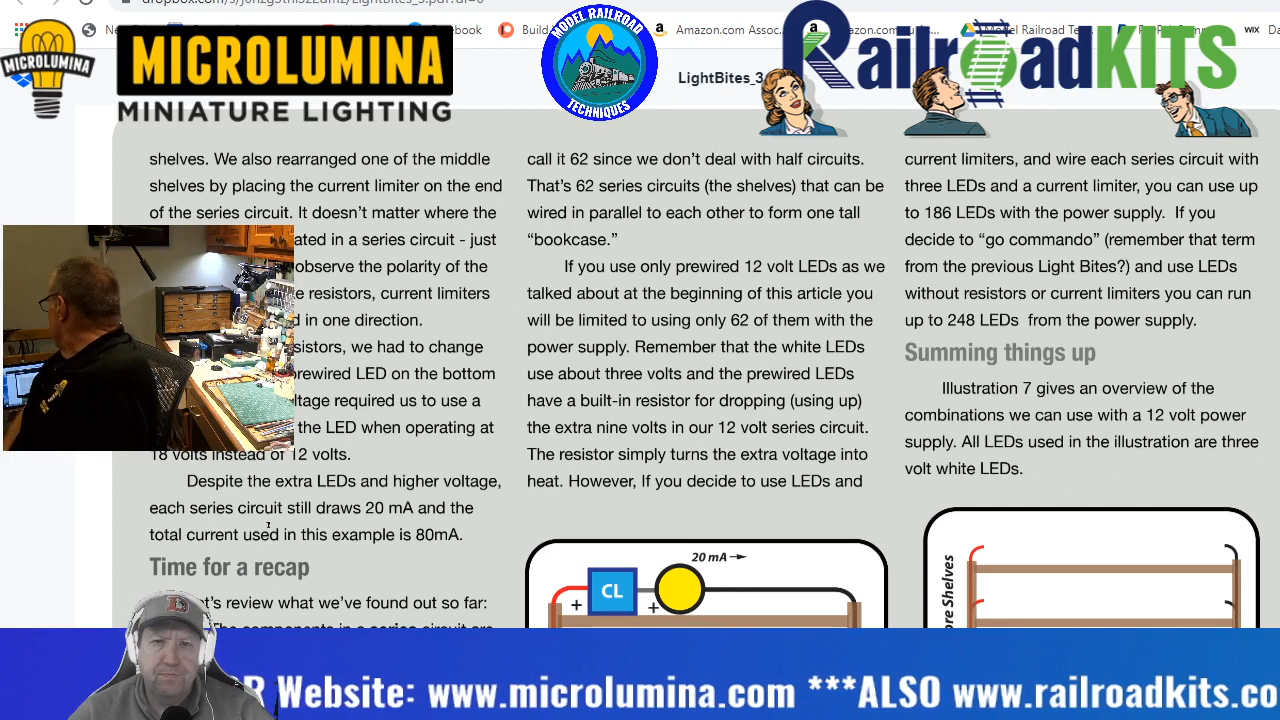 MICROLUMINA
MICROLUMINA
MINIATURE LIGHTING
MODEL RAILROAD
TECHNIQUES
LightBites_3
RailroadKITS
Amazon.com Assoc...
WIX
shelves. We also rearranged one of the middle
shelves by placing the current limiter on the end
of the series circuit. It doesn't matter where the
ated in a series circuit - just
observe the polarity of the
e resistors, current limiters
d in one direction.
sistors, we had to change
prewired LED on the bottom
ltage required us to use a
the LED when operating at
18 volts instead of 12 volts.
Despite the extra LEDs and higher voltage,
each series circuit still draws 20 mA and the
total current used in this example is 80mA.
Time for a recap
t's review what we've found out so far:
The components in a series circuit are
call it 62 since we don't deal with half circuits.
That's 62 series circuits (the shelves) that can be
wired in parallel to each other to form one tall
“bookcase.”
If you use only prewired 12 volt LEDs as we
talked about at the beginning of this article you
will be limited to using only 62 of them with the
power supply. Remember that the white LEDs
use about three volts and the prewired LEDs
have a built-in resistor for dropping (using up)
the extra nine volts in our 12 volt series circuit.
The resistor simply turns the extra voltage into
heat. However, If you decide to use LEDs and
20 mA
CL
+
+
current limiters, and wire each series circuit with
three LEDs and a current limiter, you can use up
to 186 LEDs with the power supply. If you
decide to “go commando” (remember that term
from the previous Light Bites?) and use LEDs
without resistors or current limiters you can run
up to 248 LEDs from the power supply.
Summing things up
Illustration 7 gives an overview of the
combinations we can use with a 12 volt power
supply. All LEDs used in the illustration are three
volt white LEDs.
ore Shelves
R Website: www.microlumina.com ***ALSO www.railroadkits.co